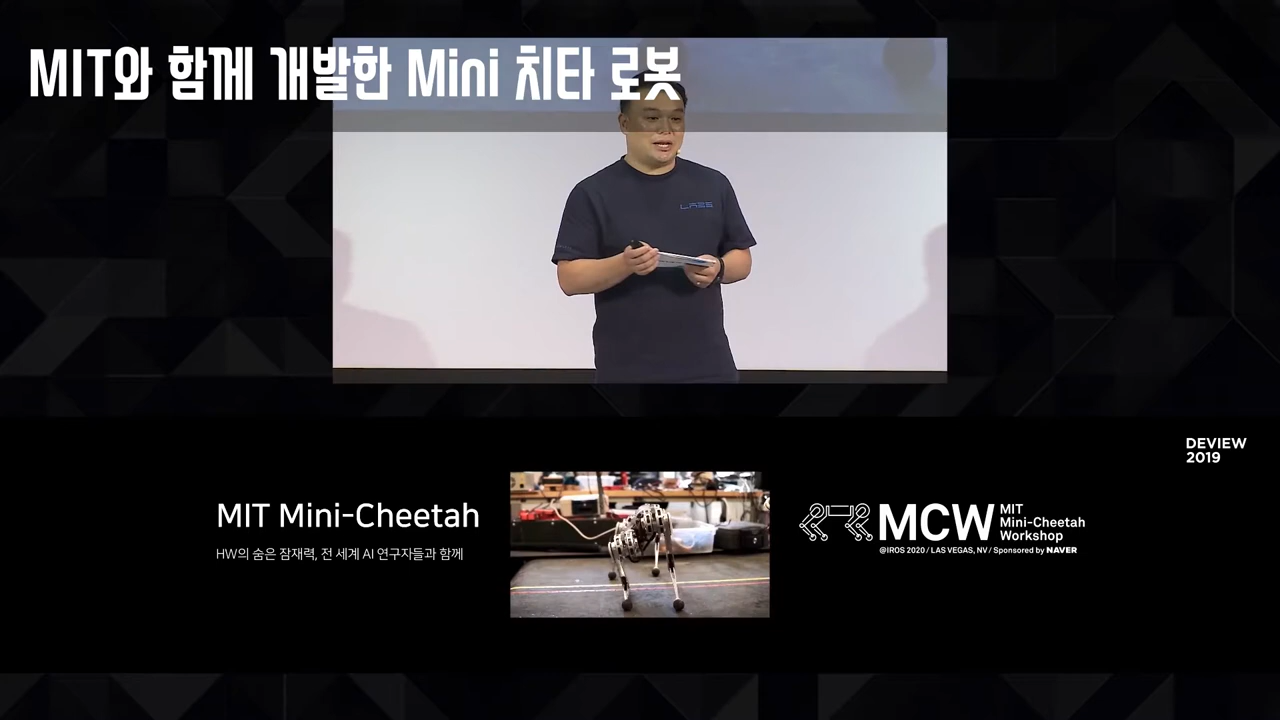 MIT와 함께 개발한 Mini 치타 로봇
LABS
DEVIEW
2019
MIT Mini-Cheetah
HW의 숨은 잠재력, 전 세계 AI 연구자들과 함께
MCW
MIT
Mini-Cheetah
Workshop
@IROS 2020 / LAS VEGAS, NV / Sponsored by NAVER